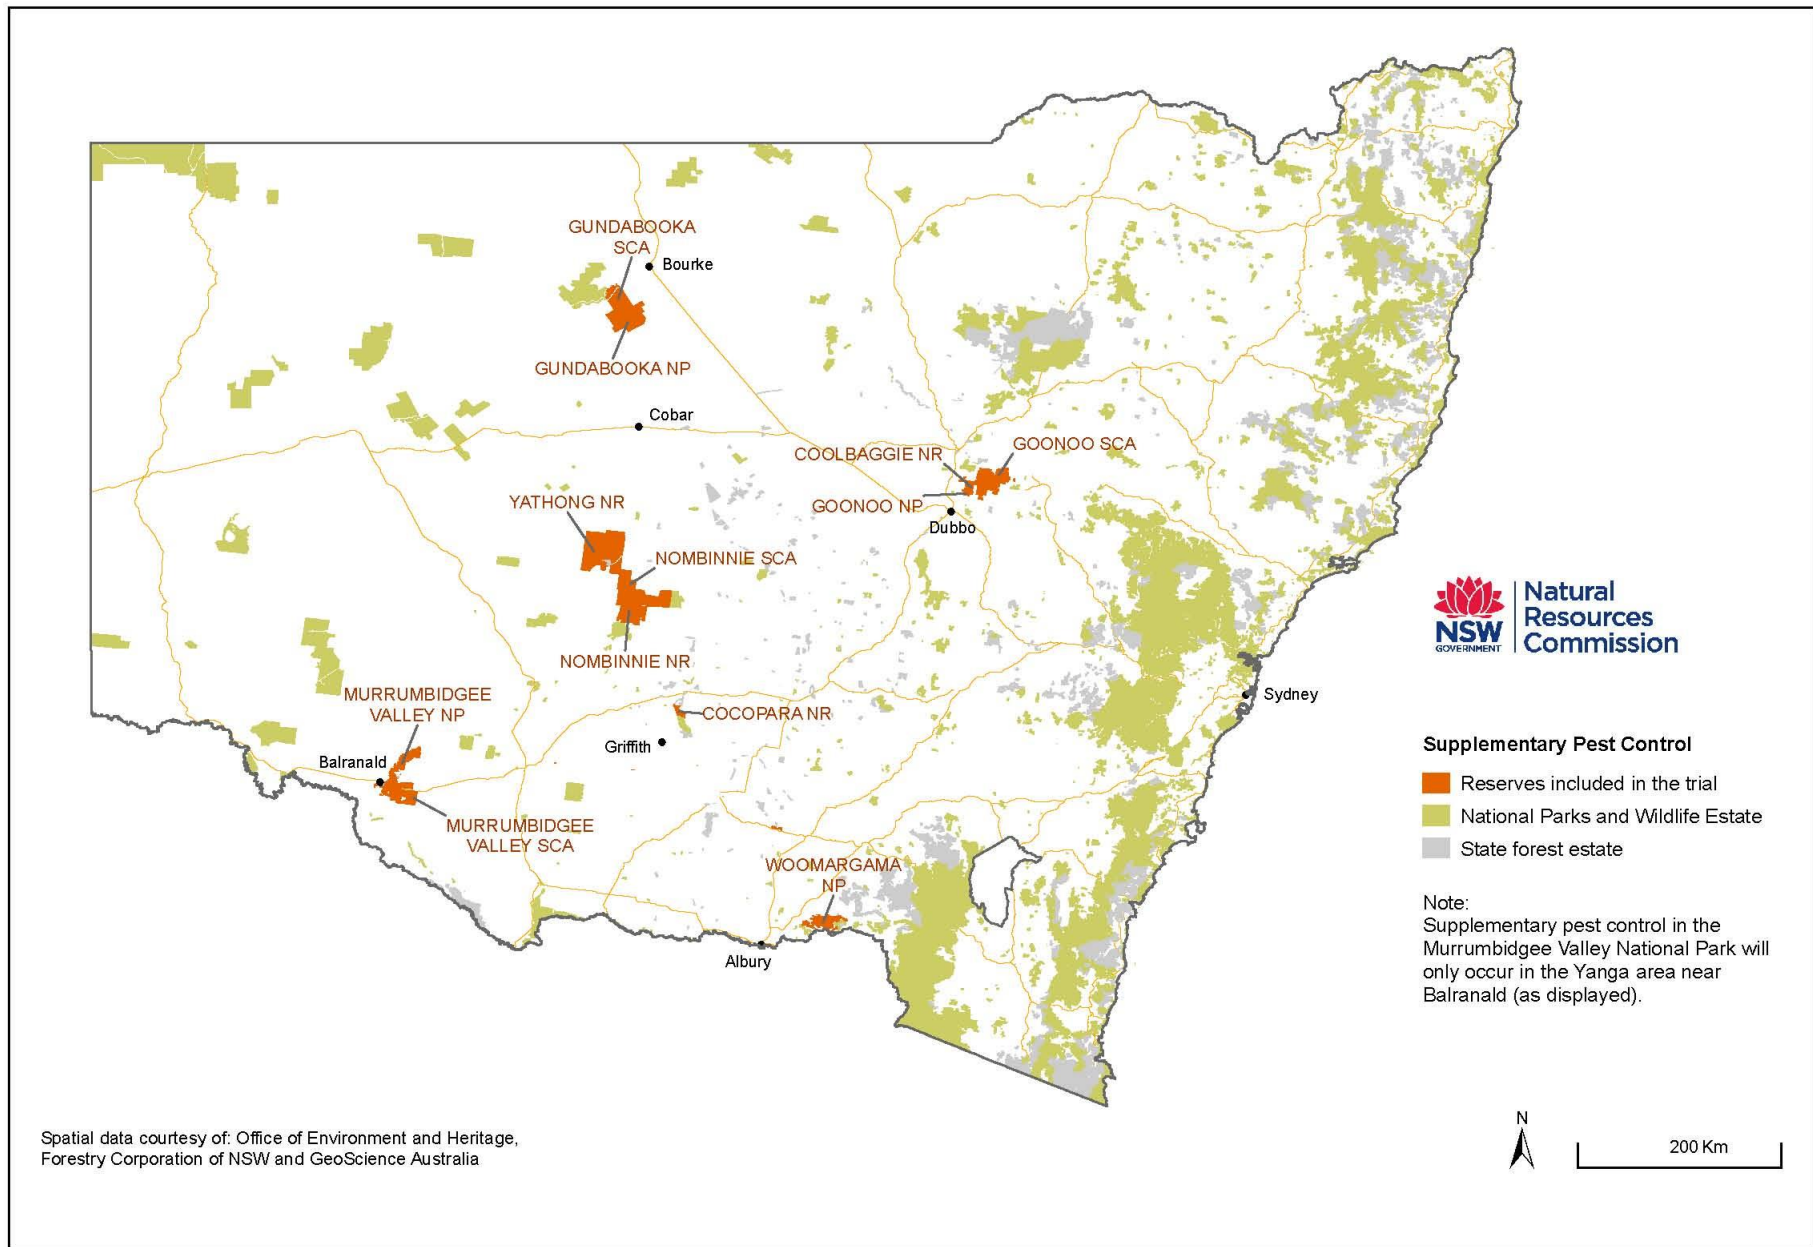 GUNDABOOKA
SCA
Bourke
GUNDABOOKA NP
Cobar
COOLBAGGIE NR
GOONOO SCA
YATHONG NR
GOONOO NP
Dubbo
NOMBINNIE SCA
NOMBINNIE NR
MURRUMBIDGEE
VALLEY NP
COCOPARA NR
Griffith
Balranald
MURRUMBIDGEE
VALLEY SCA
WOOMARGAMA
NP
Albury
Sydney
NSW
GOVERNMENT
Natural
Resources
Commission
Supplementary Pest Control
Reserves included in the trial
National Parks and Wildlife Estate
State forest estate
Note:
Supplementary pest control in the
Murrumbidgee Valley National Park will
only occur in the Yanga area near
Balranald (as displayed).
Spatial data courtesy of: Office of Environment and Heritage,
Forestry Corporation of NSW and GeoScience Australia
N
200 Km